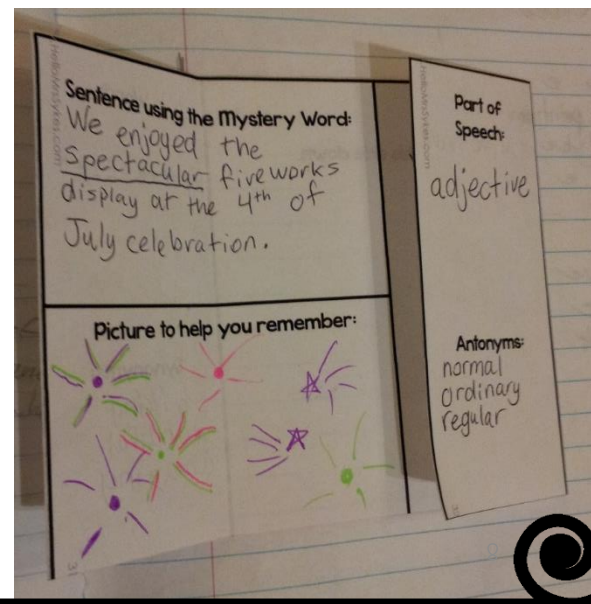 Sentence using the Mystery Word:
We enjoyed the
spectacular fireworks
display at the 4th of
July celebration.
Picture to help you remember:
Part of
Speech:
adjective
Antonyms:
normal
ordinary
regular
31